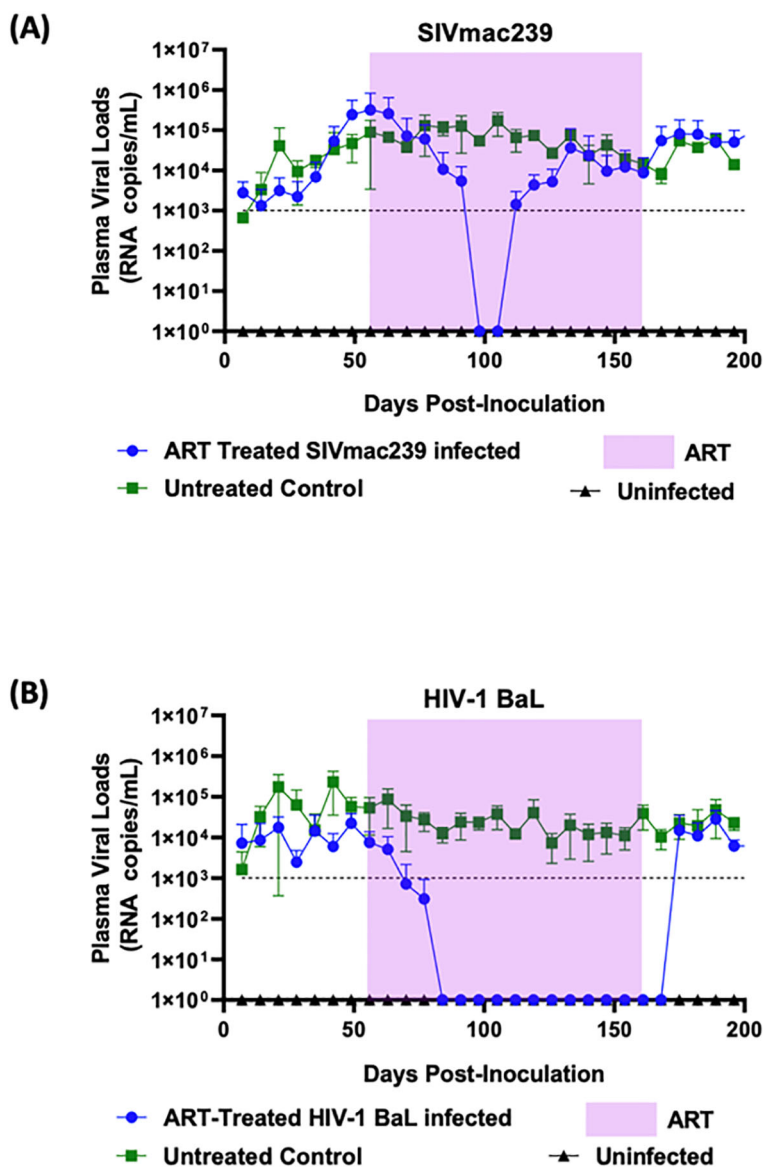 (A)
SIVmac239
Plasma Viral Loads
(RNA copies/mL)
1×10⁷
1×10⁶
1×10⁵
1×10⁴
1×10³
1×10²
1×10¹
1×10⁰
0 50 100 150 200
Days Post-Inoculation
ART Treated SIVmac239 infected ART
Untreated Control Uninfected
(B)
HIV-1 BaL
Plasma Viral Loads
(RNA copies/mL)
1×10⁷
1×10⁶
1×10⁵
1×10⁴
1×10³
1×10²
1×10¹
1×10⁰
0 50 100 150 200
Days Post-Inoculation
ART-Treated HIV-1 BaL infected ART
Untreated Control Uninfected